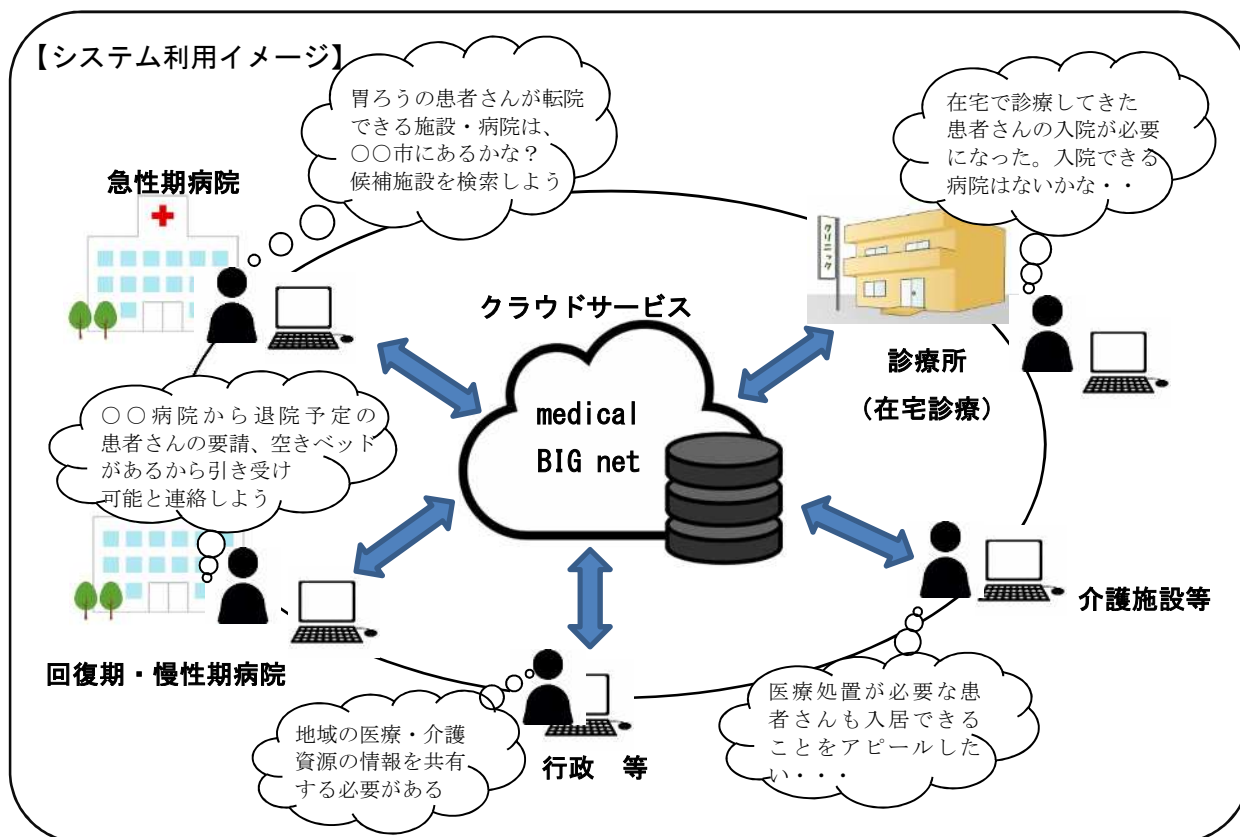 【システム利用イメージ】
胃ろうの患者さんが転院
できる施設・病院は、
〇〇市にあるかな？
候補施設を検索しよう
在宅で診療してきた
患者さんの入院が必要
になった。入院できる
病院はないかな・・
急性期病院
クリニック
クラウドサービス
診療所
（在宅診療）
medical
BIG net
〇〇病院から退院予定の
患者さんの要請、空きベッド
があるから引き受け
可能と連絡しよう
介護施設等
回復期・慢性期病院
地域の医療・介護
資源の情報を共有
する必要がある
行政　等
医療処置が必要な患
者さんも入居できる
ことをアピールした
い・・・